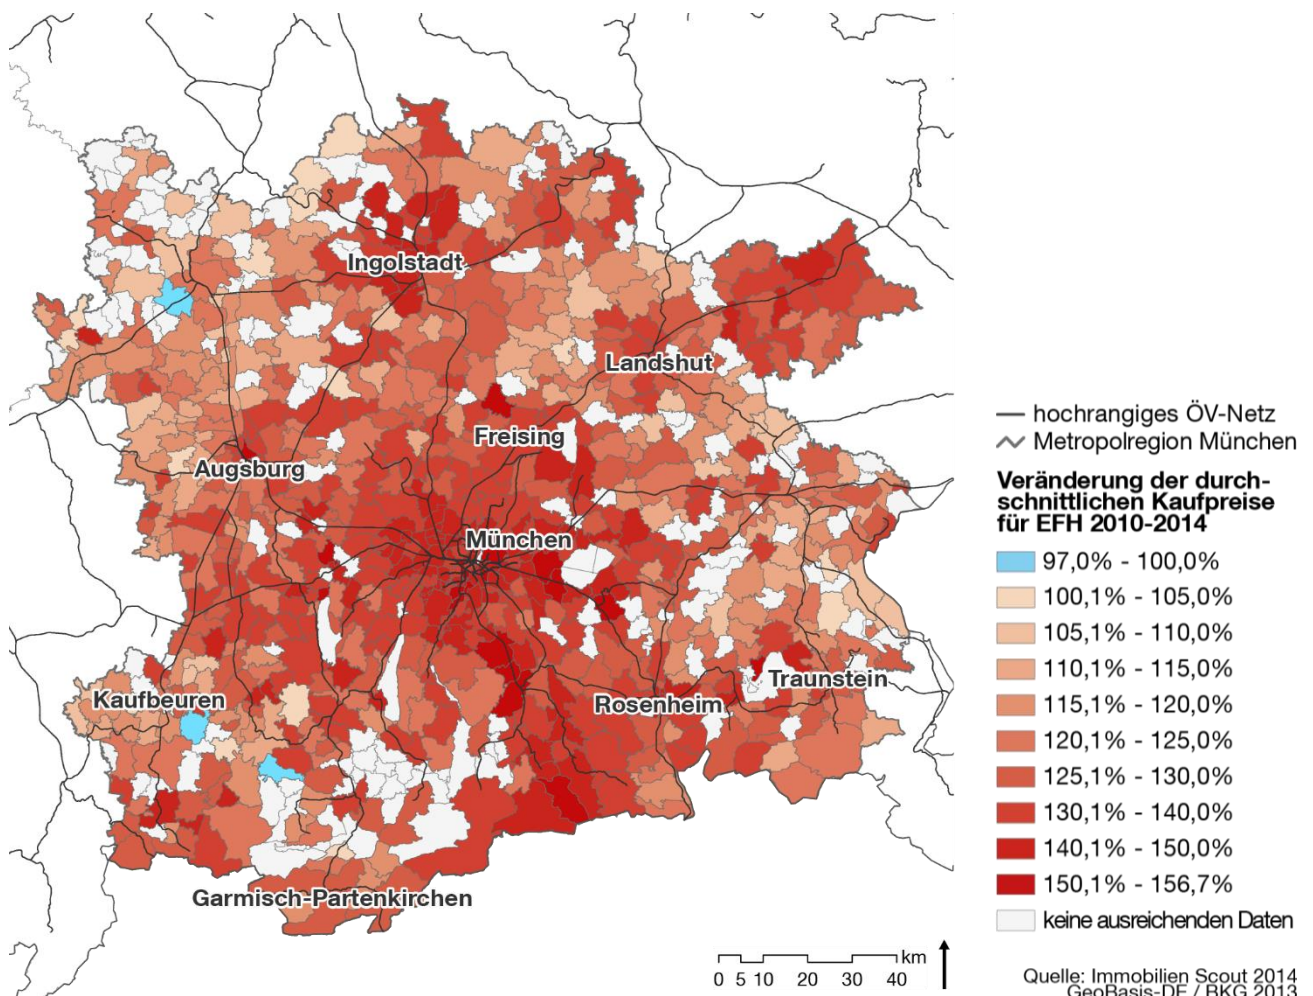 Ingolstadt
Landshut
Freising
Augsburg
München
Kaufbeuren
Traunstein
Rosenheim
Garmisch-Partenkirchen
hochrangiges ÖV-Netz
Metropolregion München
Veränderung der durch-
schnittlichen Kaufpreise
für EFH 2010-2014
97,0% - 100,0%
100,1% - 105,0%
105,1% - 110,0%
110,1% - 115,0%
115,1% - 120,0%
120,1% - 125,0%
125,1% - 130,0%
130,1% - 140,0%
140,1% - 150,0%
150,1% - 156,7%
keine ausreichenden Daten
km
0 5 10 20 30 40
Quelle: Immobilien Scout 2014
GeoBasis-DE / BKG 2013